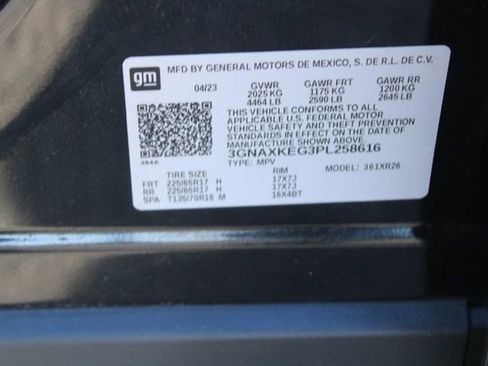 gm
MFD BY GENERAL MOTORS DE MEXICO, S. DE R.L. DE C.V.
04/23 GVWR GAWR FRT GAWR RR
2025 KG 1175 KG 1200 KG
4464 LB 2590 LB 2645 LB
THIS VEHICLE CONFORMS TO ALL
APPLICABLE U.S. FEDERAL MOTOR
VEHICLE SAFETY, BUMPER, AND THEFT PREVENTION
STANDARDS IN EFFECT ON THE DATE OF
MANUFACTURE SHOWN ABOVE.
3GNAXKEG3PL258616
TYPE: MPV MODEL: 361XR26
TIRE SIZE RIM
FRT 225/65R17 H 17X7J
RR 225/65R17 H 17X7J
SPA T135/70R16 M 16X4BT